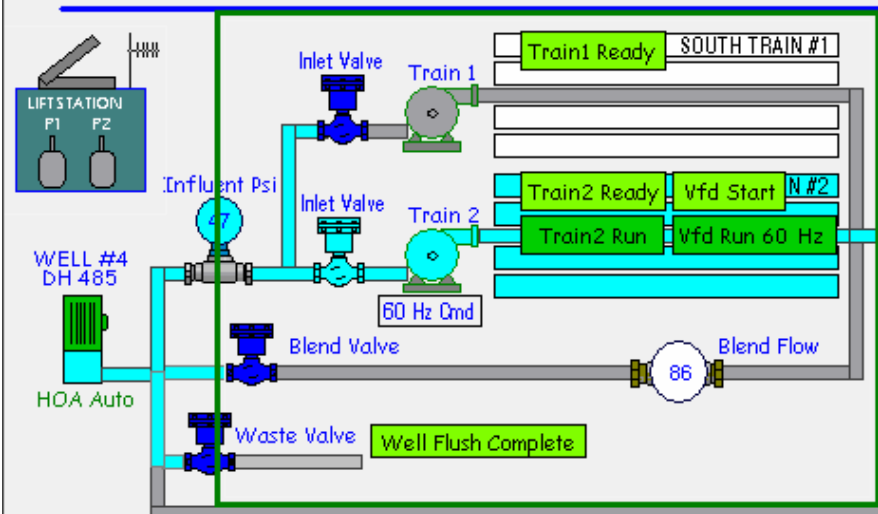 Train1 Ready
SOUTH TRAIN #1
Inlet Valve
Train 1
LIFTSTATION
P1 P2
Influent Psi
47
Train2 Ready
Vfd Start
N #2
Inlet Valve
Train 2
Train2 Run
Vfd Run 60 Hz
WELL #4
DH 485
60 Hz Cmd
Blend Valve
Blend Flow
86
HOA Auto
Waste Valve
Well Flush Complete